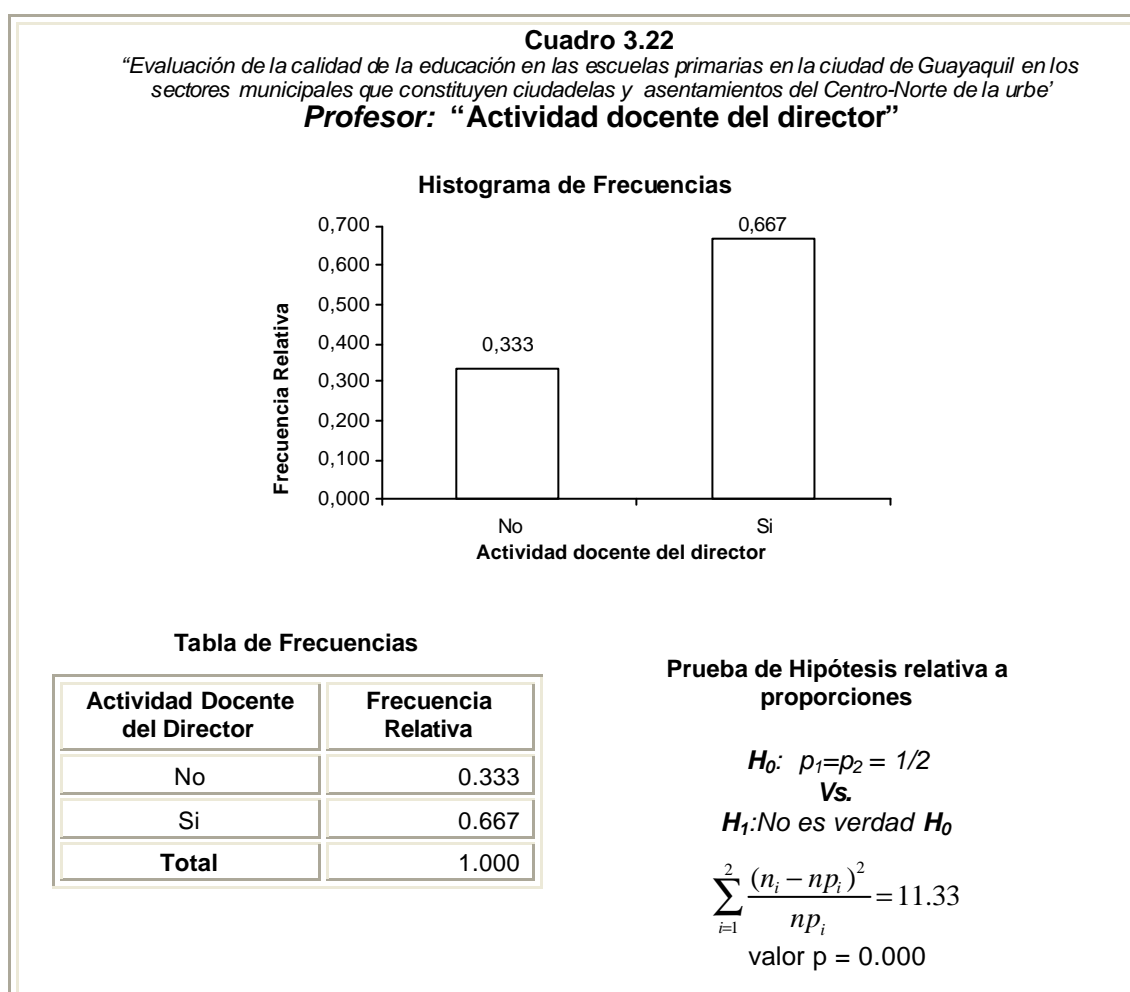 Cuadro 3.22
“Evaluación de la calidad de la educación en las escuelas primarias en la ciudad de Guayaquil en los
sectores municipales que constituyen ciudadelas y asentamientos del Centro-Norte de la urbe’
Profesor: “Actividad docente del director”
Histograma de Frecuencias
0,700
0,600
0,500
0,400
0,300
0,200
0,100
0,000
Frecuencia Relativa
0,333
0,667
No
Si
Actividad docente del director
Tabla de Frecuencias
Actividad Docente del Director
Frecuencia Relativa
No 0.333
Si 0.667
Total 1.000
Prueba de Hipótesis relativa a
proporciones
H₀: p₁=p₂ = 1/2
Vs.
H₁:No es verdad H₀
∑_{i=1}^{2} (nᵢ − npᵢ)² / npᵢ = 11.33
valor p = 0.000